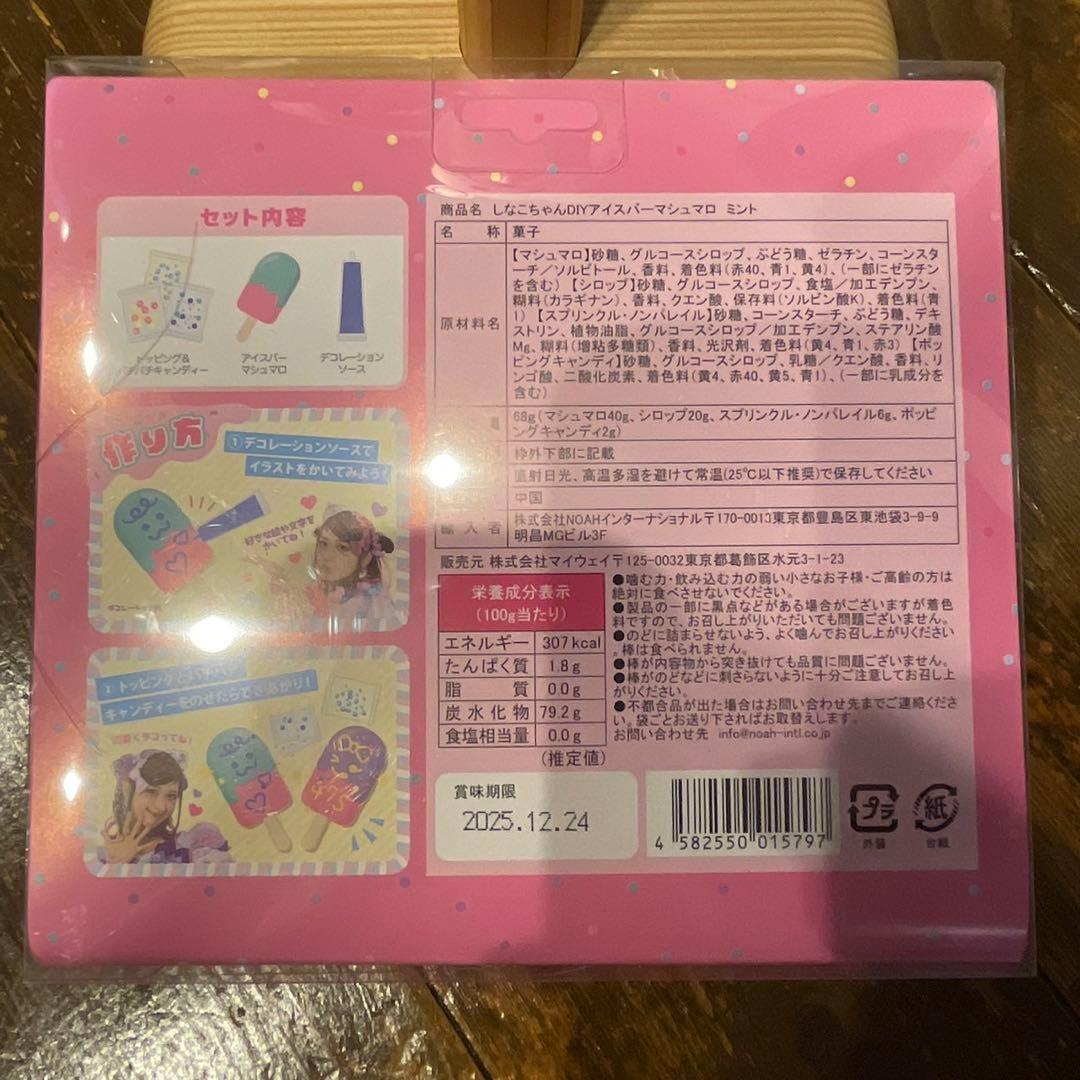 セット内容
トッピング&
パチパチキャンディー
アイスバー
マシュマロ
デコレーション
ソース
作り方
①デコレーションソースで
イラストをかいてみよう
好きな絵や文字を
かいてね!
2 トッピングと
キャンディーをのせたらできあがり!
デコってね!
商品名 しなこちゃんDIYアイスバーマシュマロ ミント
名称 菓子
原材料名
【マシュマロ】砂糖、グルコースシロップ、ぶどう糖、ゼラチン、コーンスタ
ーチ/ソルビトール、香料、着色料(赤40、青1、黄4)、(一部にゼラチン
を含む) 【シロップ】砂糖、グルコースシロップ、食塩/加工デンプン、
糊料(カラギナン)、香料、クエン酸、保存料(ソルビン酸K)、着色料(青
1) 【スプリンクル・ノンパレイル】砂糖、コーンスターチ、ぶどう糖、デキ
ストリン、植物油脂、グルコースシロップ/加工デンプン、ステアリン酸
Mg、糊料(増粘多糖類)、香料、光沢剤、着色料(黄4、青1、赤3) 【ポ
ッピングキャンディ】砂糖、グルコースシロップ、乳糖/クエン酸、香料、リ
ンゴ酸、二酸化炭素、着色料(黄4、赤40、黄5、青1)、(一部に乳成分を
含む)
量 68g(マシュマロ40g、シロップ20g、スプリンクル・ノンパレイル6g、ポッピ
ングキャンディ2g)
枠外下部に記載
直射日光、高温多湿を避けて常温(25℃以下推奨)で保存してください
中国
輸入者 株式会社NOAHインターナショナル〒170-0013東京都豊島区東池袋3-9-9
明昌MGビル3F
販売元 株式会社マイウェイ〒125-0032東京都葛飾区水元3-1-23
栄養成分表示
(100g当たり)
エネルギー 307kcal
たんぱく質 1.8g
脂質 0.0g
炭水化物 79.2g
食塩相当量 0.0g
(推定値)
●噛む力・飲み込む力の弱い小さなお子様・ご高齢の方は
絶対に食べさせないでください。
●製品の一部に黒点などがある場合がございますが着色
料ですので、お召し上がりいただいても問題ございません。
●のどに詰まらせないよう、よく噛んでお召し上がりください。
●棒は食べられません。
●棒が内容物から突き抜けても品質に問題ございません。
●棒がのどなどに刺さらないように十分ご注意してお召し上
がりください。
●不都合品が出た場合はお問い合わせ先までご連絡くださ
い。袋ごとお送り下さればお取替えします。
お問い合わせ先 info@noah-intl.co.jp
賞味期限
2025.12.24
4 582550 015797
プラ
外装
紙
台紙